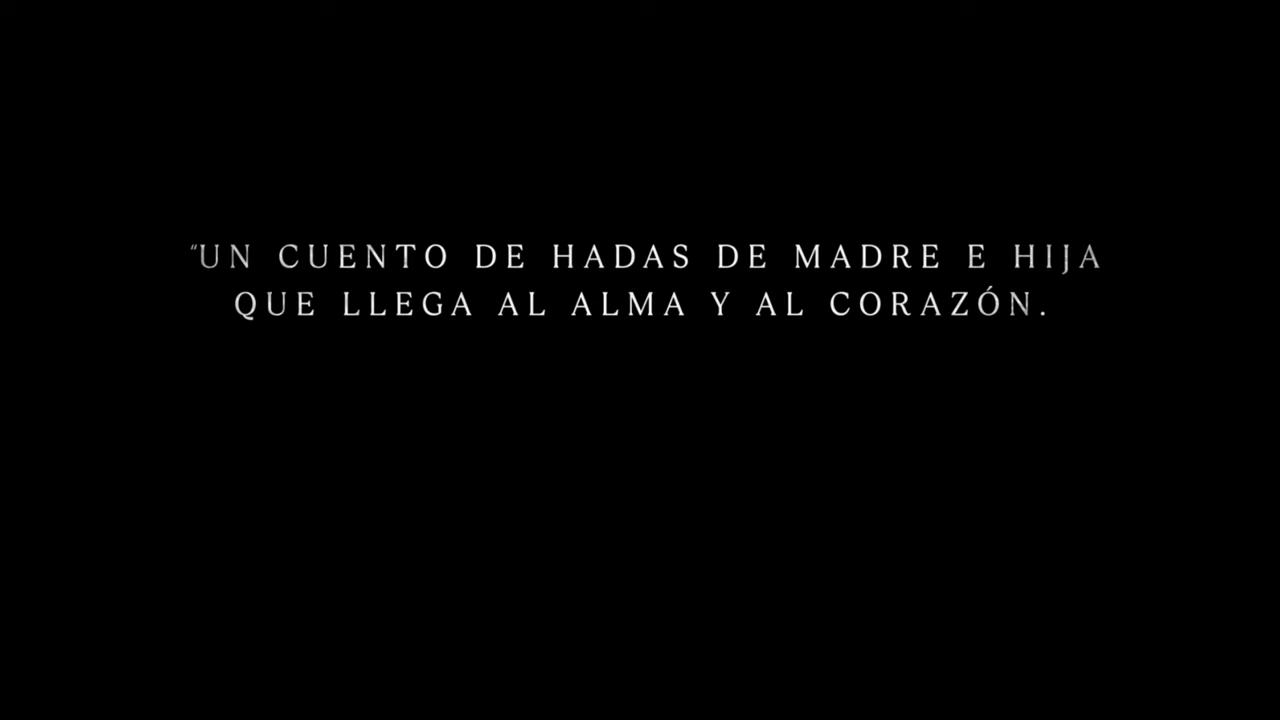 “UN CUENTO DE HADAS DE MADRE E HIJA
QUE LLEGA AL ALMA Y AL CORAZÓN.